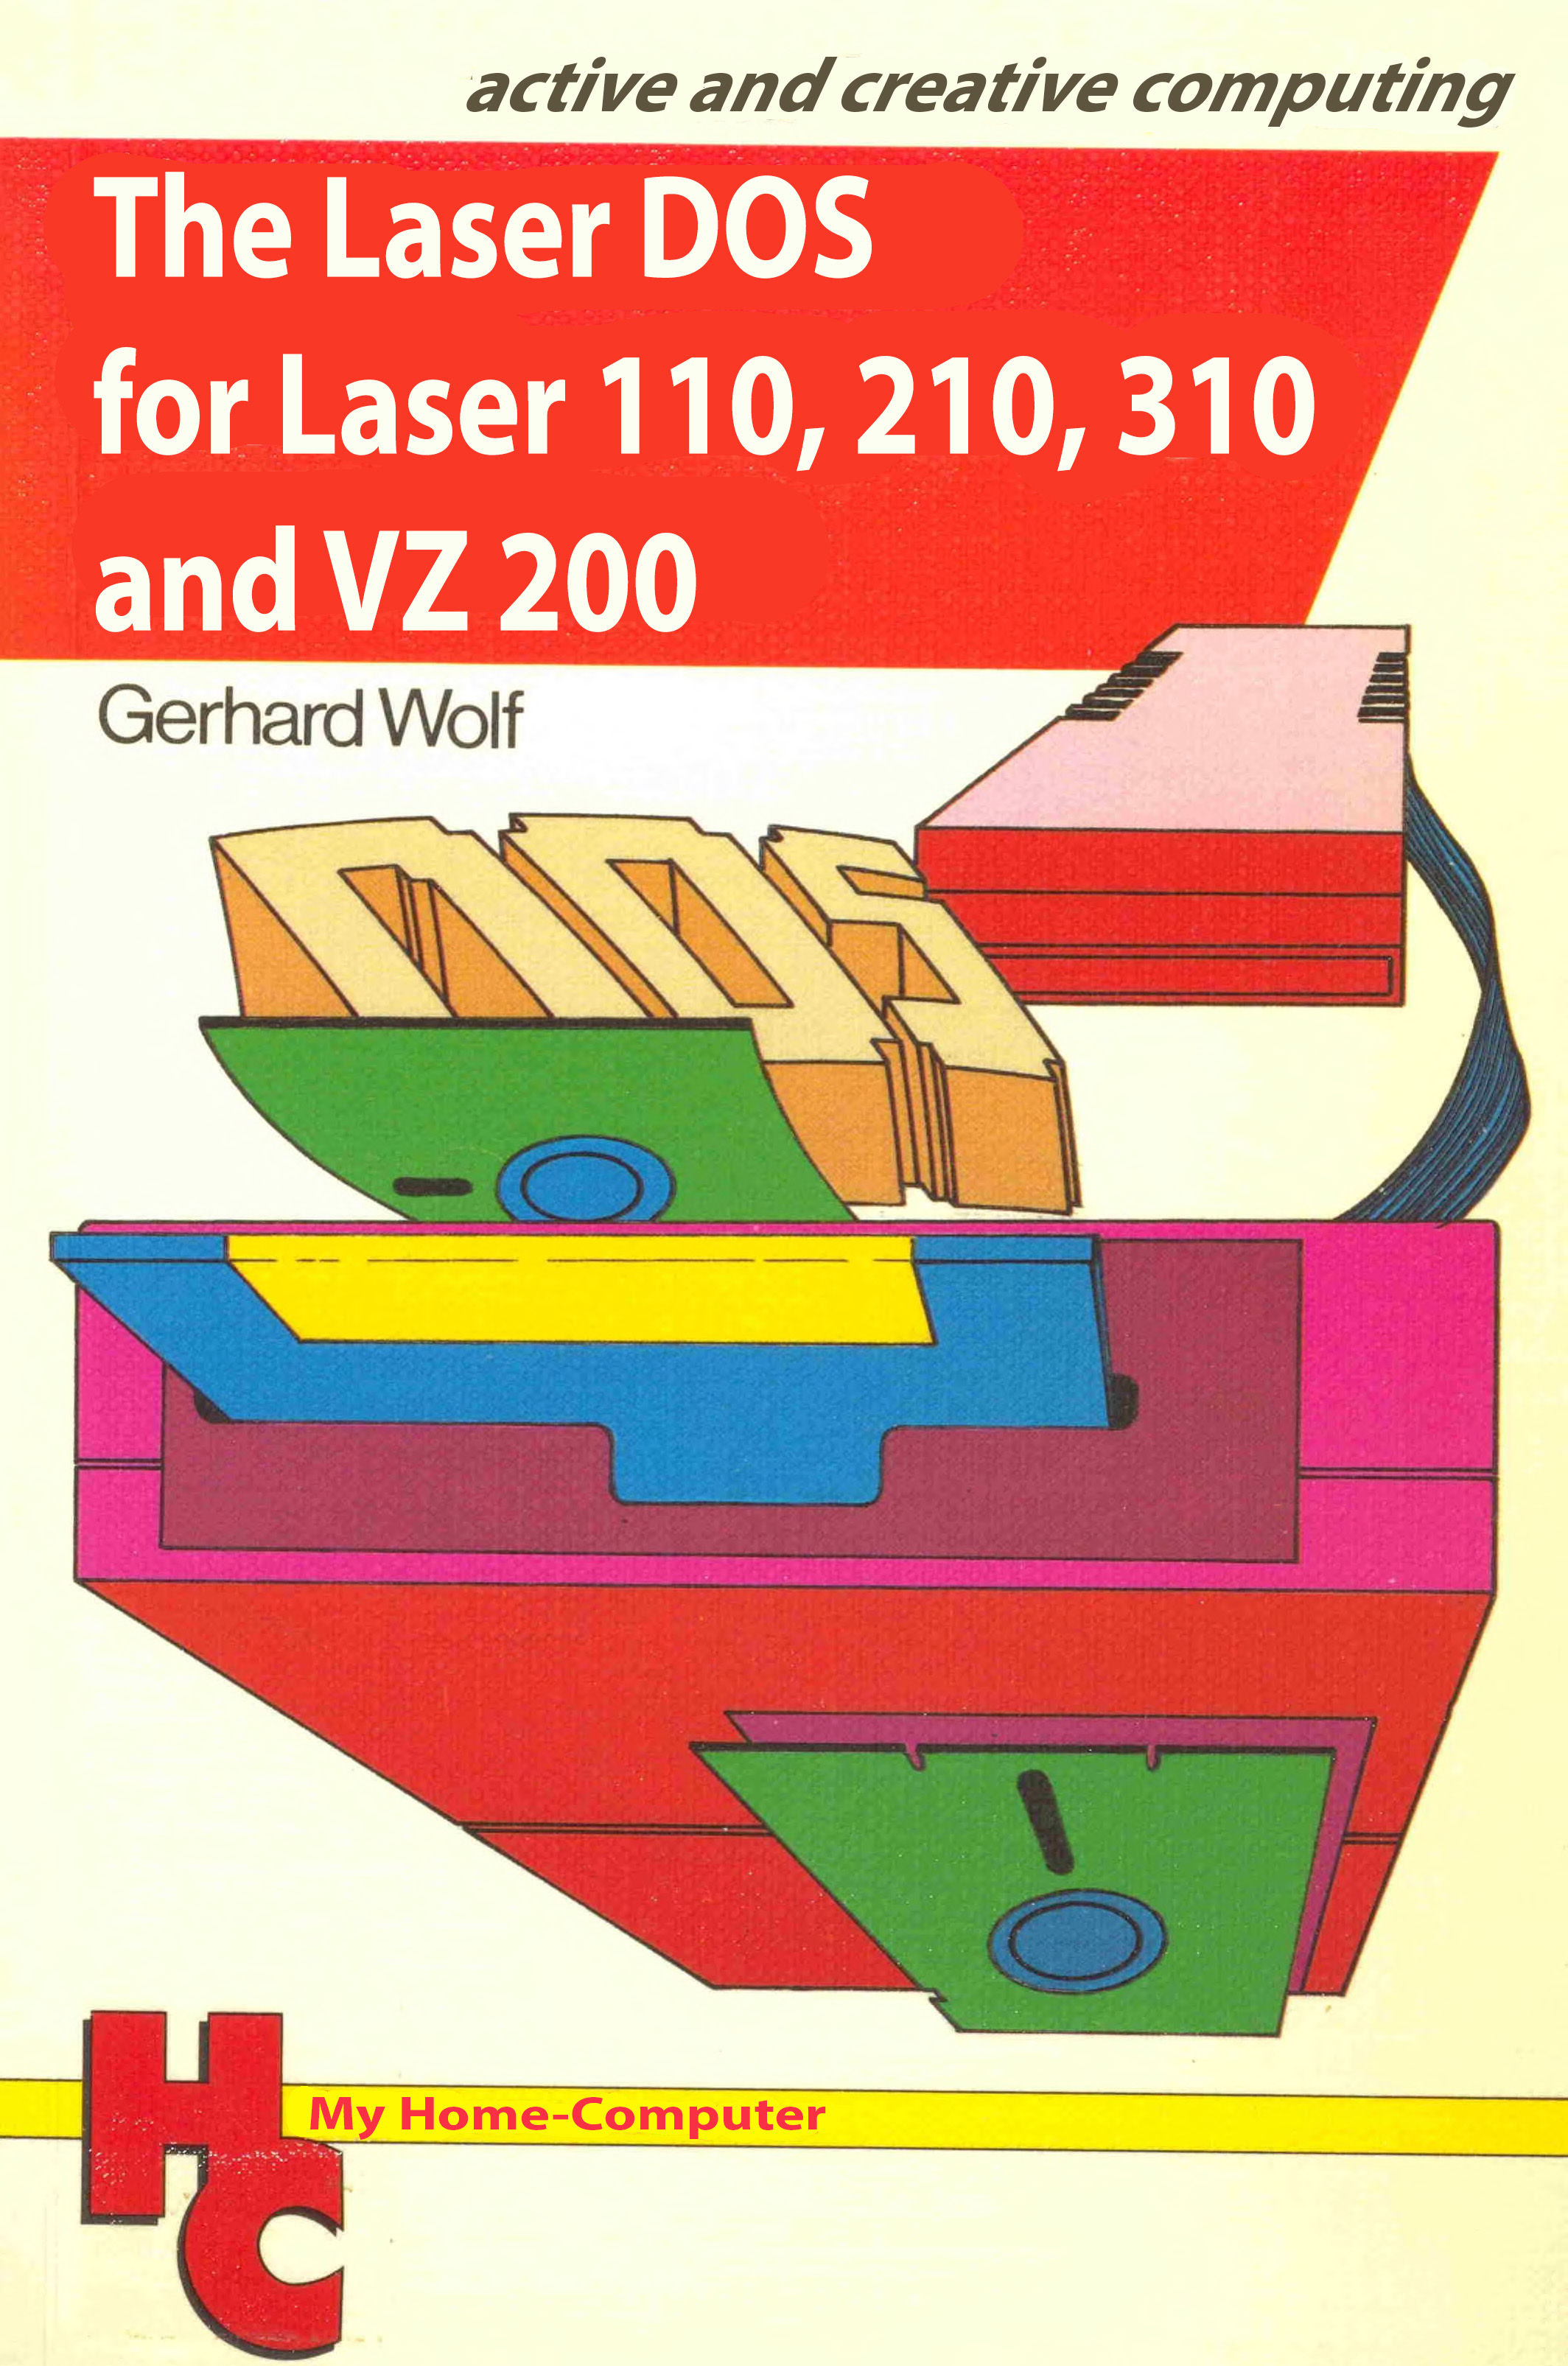 active and creative computing
The Laser DOS
for Laser 110, 210, 310
and VZ 200
Gerhard Wolf
DOS
HC
My Home-Computer